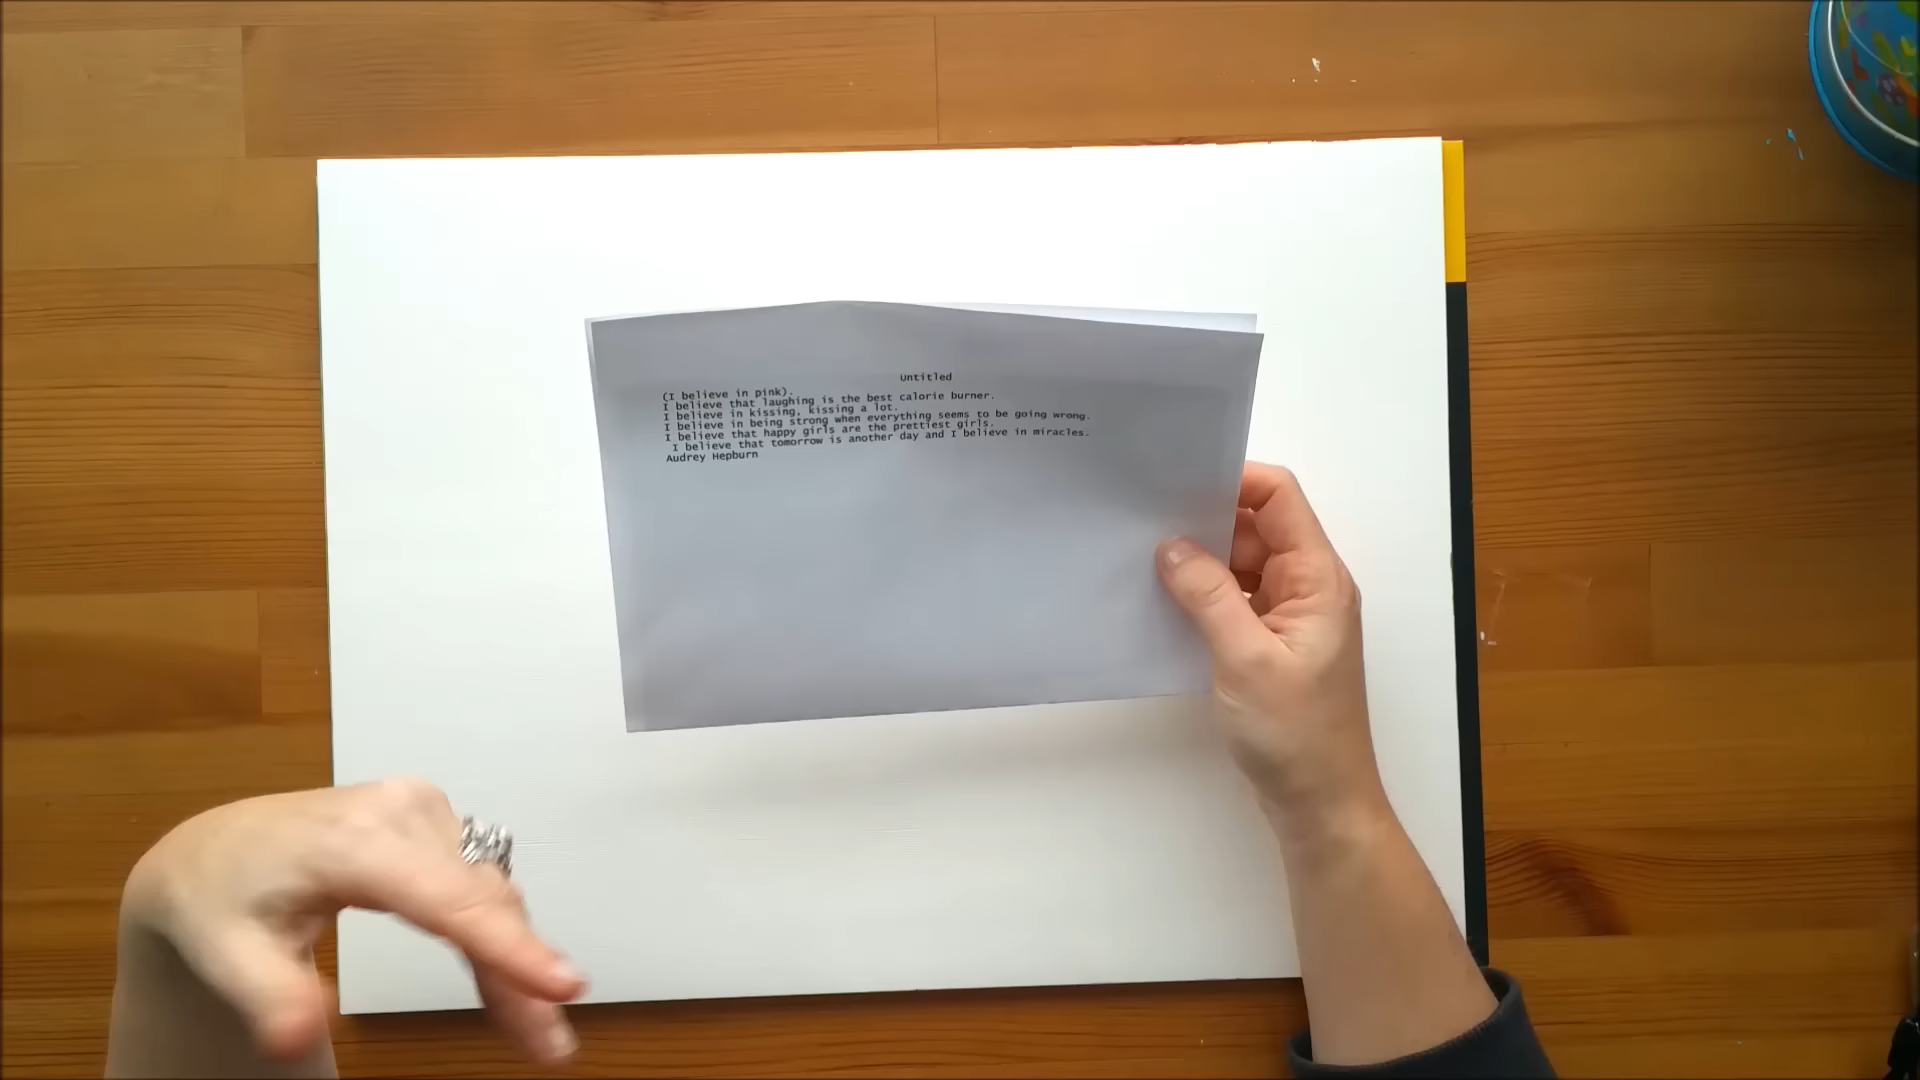 Untitled
(I believe in pink).
I believe that laughing is the best calorie burner.
I believe in kissing, kissing a lot.
I believe in being strong when everything seems to be going wrong.
I believe that happy girls are the prettiest girls.
I believe that tomorrow is another day and I believe in miracles.
Audrey Hepburn